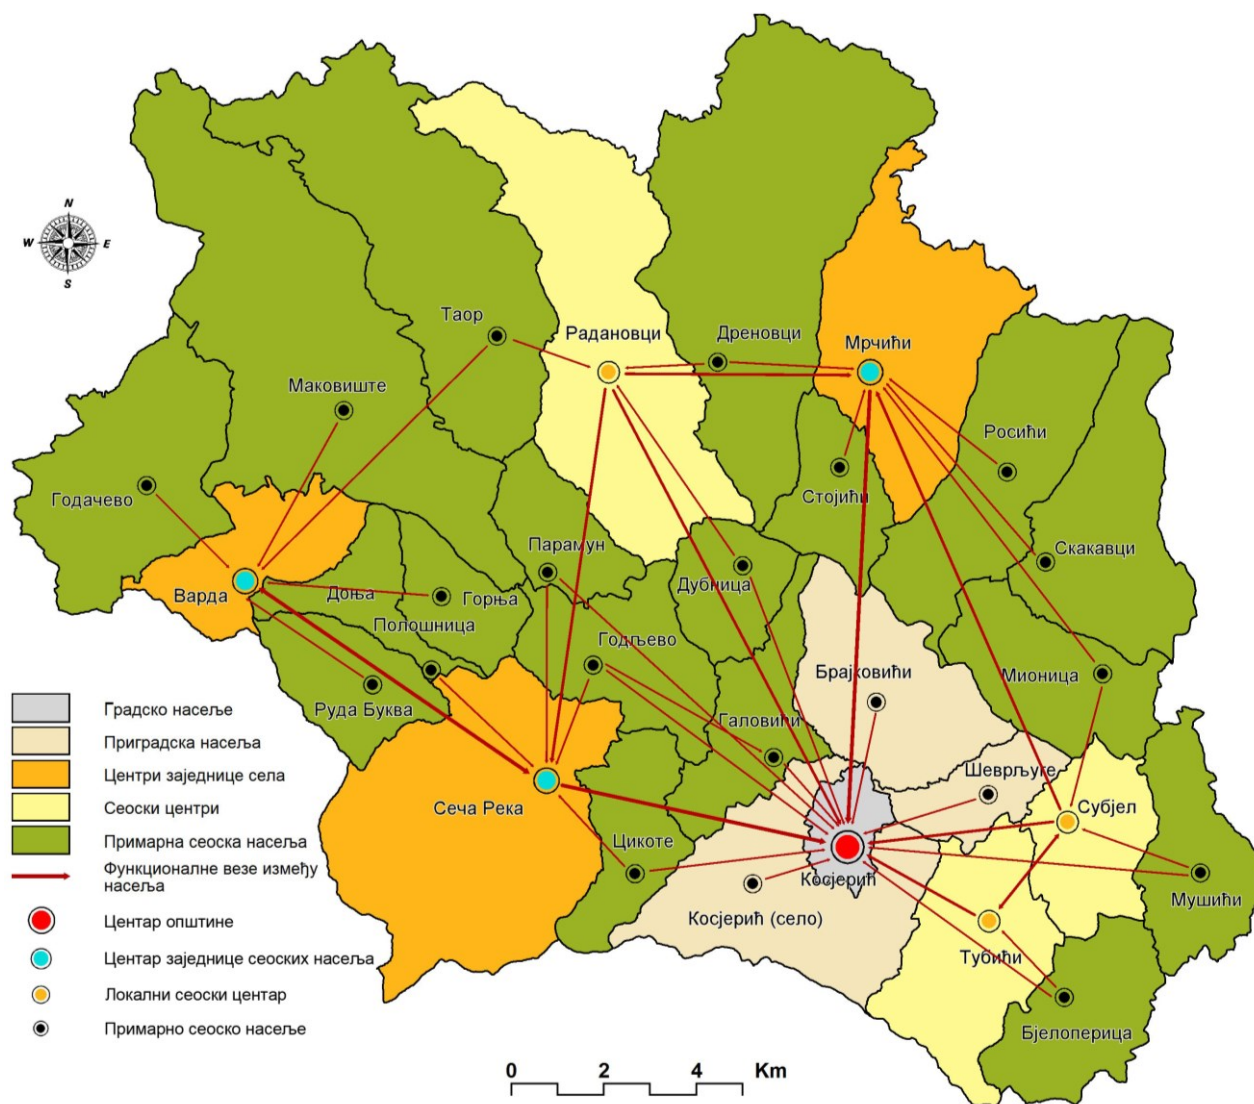 N
W
E
S
Таор
Радановци
Дреновци
Мрчићи
Маковиште
Росићи
Годачево
Стојићи
Скакавци
Парамун
Дубница
Варда
Доња
Горња
Полошница
Годљево
Мионица
Брајковићи
Руда Буква
Галовићи
Шеврљуге
Субјел
Сеча Река
Цикоте
Косјерић
Мушићи
Косјерић (село)
Тубићи
Бјелоперица
Градско насеље
Приградска насеља
Центри заједнице села
Сеоски центри
Примарна сеоска насеља
Функционалне везе између
насеља
Центар општине
Центар заједнице сеоских насеља
Локални сеоски центар
Примарно сеоско насеље
0 2 4 Km